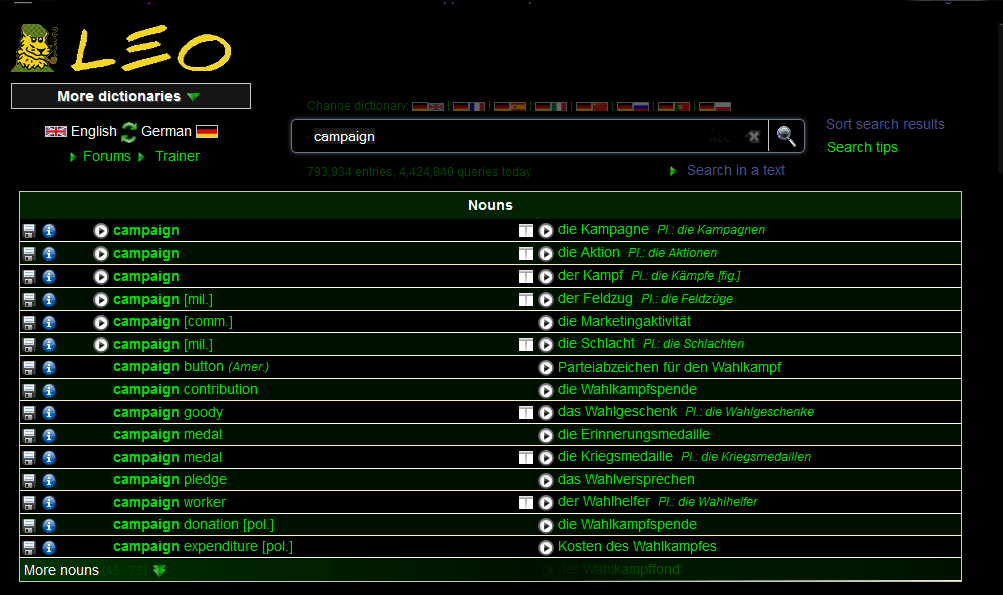 LEO
More dictionaries
Change dictionary:
English German
campaign
Sort search results
Forums Trainer
Search tips
793,934 entries, 4,424,840 queries today
Search in a text
Nouns
campaign die Kampagne Pl.: die Kampagnen
campaign die Aktion Pl.: die Aktionen
campaign der Kampf Pl.: die Kämpfe [fig.]
campaign [mil.] der Feldzug Pl.: die Feldzüge
campaign [comm.] die Marketingaktivität
campaign [mil.] die Schlacht Pl.: die Schlachten
campaign button (Amer.) Parteiabzeichen für den Wahlkampf
campaign contribution die Wahlkampfspende
campaign goody das Wahlgeschenk Pl.: die Wahlgeschenke
campaign medal die Erinnerungsmedaille
campaign medal die Kriegsmedaille Pl.: die Kriegsmedaillen
campaign pledge das Wahlversprechen
campaign worker der Wahlhelfer Pl.: die Wahlhelfer
campaign donation [pol.] die Wahlkampfspende
campaign expenditure [pol.] Kosten des Wahlkampfes
More nouns (15 / 75) der Wahlkampffond